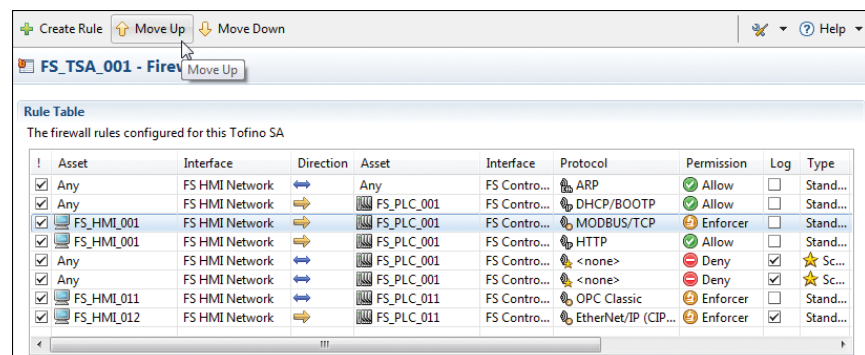 Create Rule Move Up Move Down Help
FS_TSA_001 - Firew
Move Up
Rule Table
The firewall rules configured for this Tofino SA
! Asset Interface Direction Asset Interface Protocol Permission Log Type
Any FS HMI Network Any FS Contro... ARP Allow Stand...
Any FS HMI Network FS_PLC_001 FS Contro... DHCP/BOOTP Allow Stand...
FS_HMI_001 FS HMI Network FS_PLC_001 FS Contro... MODBUS/TCP Enforcer Stand...
FS_HMI_001 FS HMI Network FS_PLC_001 FS Contro... HTTP Allow Stand...
Any FS HMI Network FS_PLC_001 FS Contro... <none> Deny Sc...
Any FS HMI Network FS_PLC_001 FS Contro... <none> Deny Sc...
FS_HMI_011 FS HMI Network FS_PLC_011 FS Contro... OPC Classic Enforcer Stand...
FS_HMI_012 FS HMI Network FS_PLC_011 FS Contro... EtherNet/IP (CIP... Enforcer Stand...